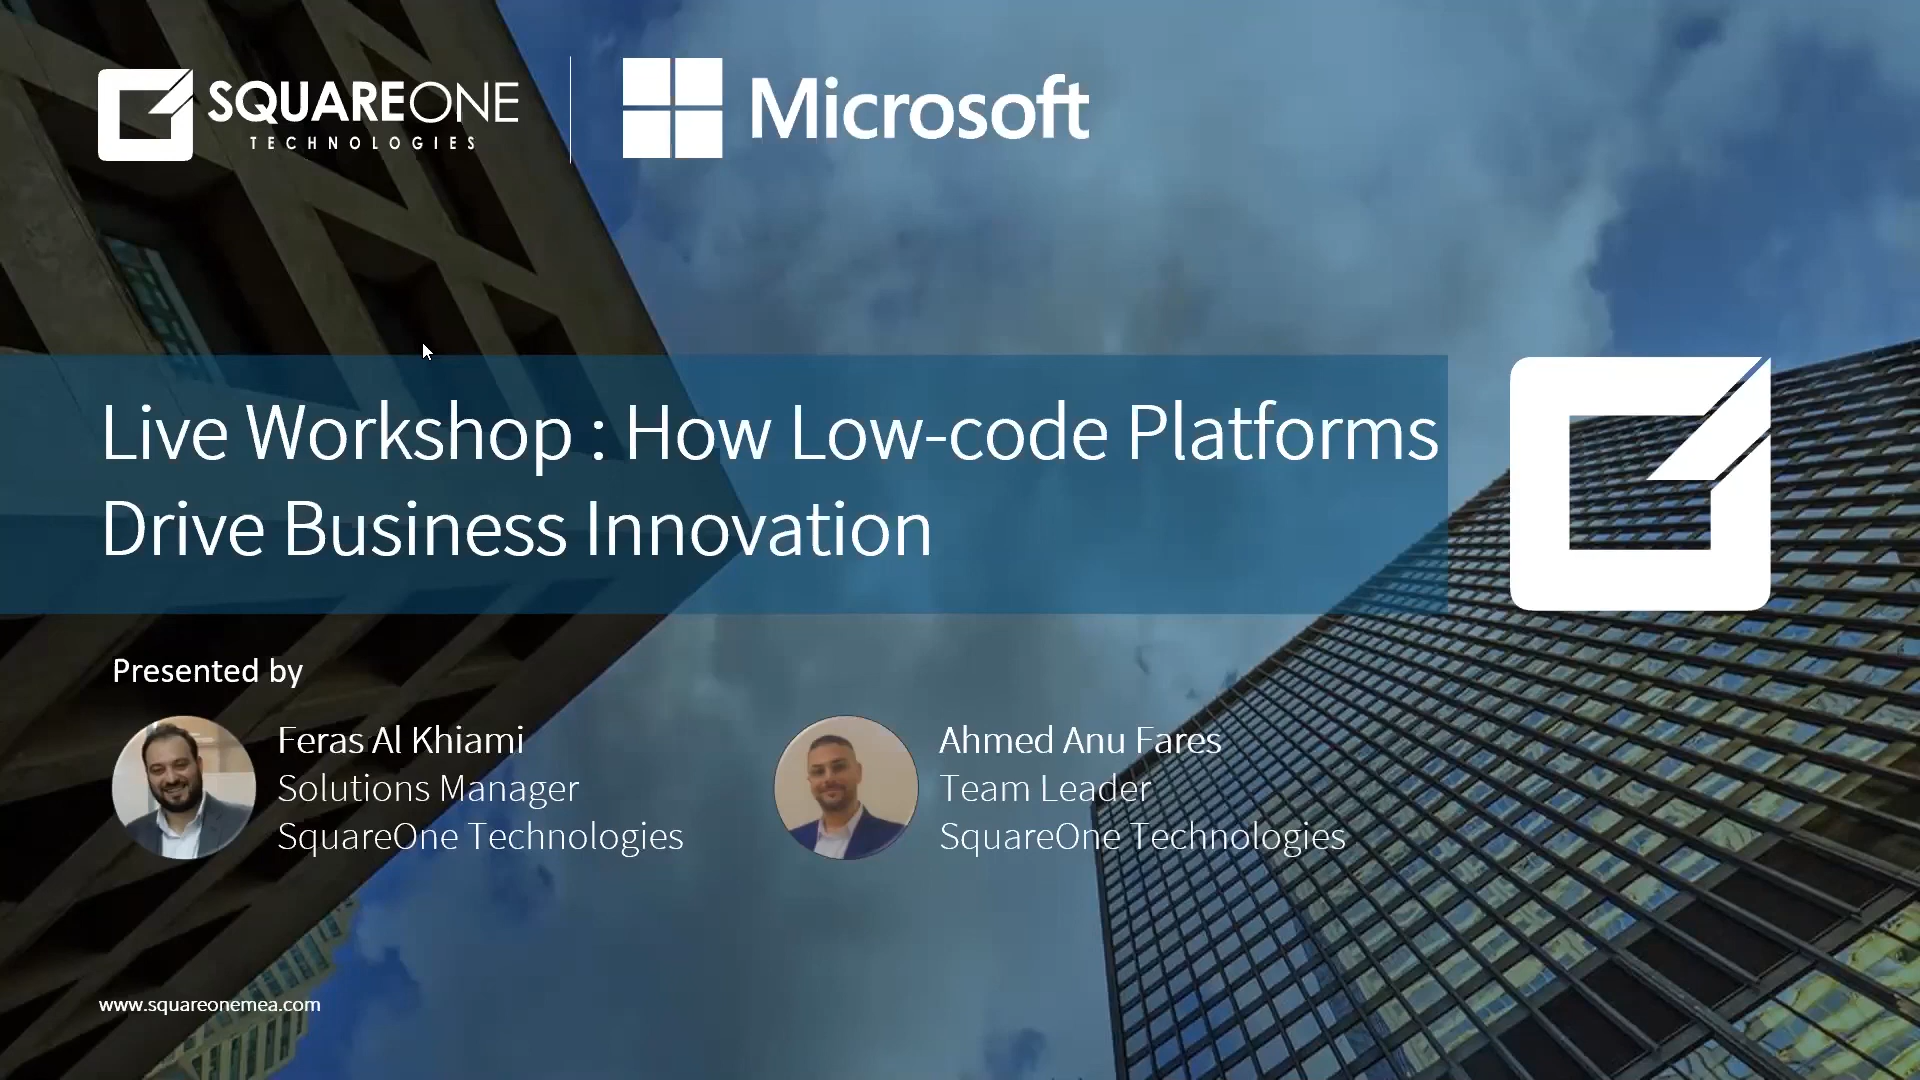 SQUAREONE
TECHNOLOGIES
Microsoft
Live Workshop : How Low-code Platforms
Drive Business Innovation
Presented by
Feras Al Khiami
Solutions Manager
SquareOne Technologies
Ahmed Anu Fares
Team Leader
SquareOne Technologies
www.squareonemea.com